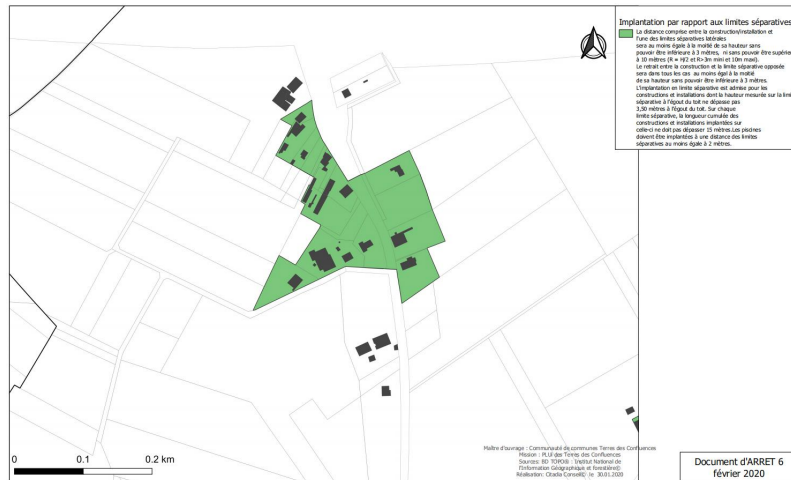 Implantation par rapport aux limites séparatives
La distance comprise entre la construction/installation et
l'une des limites séparatives latérales
sera au moins égale à la moitié de sa hauteur sans
pouvoir être inférieure à 3 mètres, ni sans pouvoir être supérie
à 10 mètres (R = H/2 et R>3m mini et 10m maxi).
Le retrait entre la construction et la limite séparative opposée
sera dans tous les cas au moins égal à la moitié
de sa hauteur sans pouvoir être inférieure à 3 mètres.
L'implantation en limite séparative est admise pour les
constructions et installations dont la hauteur mesurée sur la limi
séparative à l'égout du toit ne dépasse pas
3,50 mètres à l'égout du toit. Sur chaque
limite séparative, la longueur cumulée des
constructions et installations implantées sur
celle-ci ne doit pas dépasser 15 mètres.Les piscines
doivent être implantées à une distance des limites
séparatives au moins égale à 2 mètres.
0 0.1 0.2 km
Maître d'ouvrage : Communauté de communes Terres des Confluences
Mission : PLUi des Terres des Confluences
Sources: BD TOPO® : Institut National de
l'Information Géographique et Forestière©
Réalisation: Citadia Conseil© le 30.01.2020
Document d'ARRET 6
février 2020